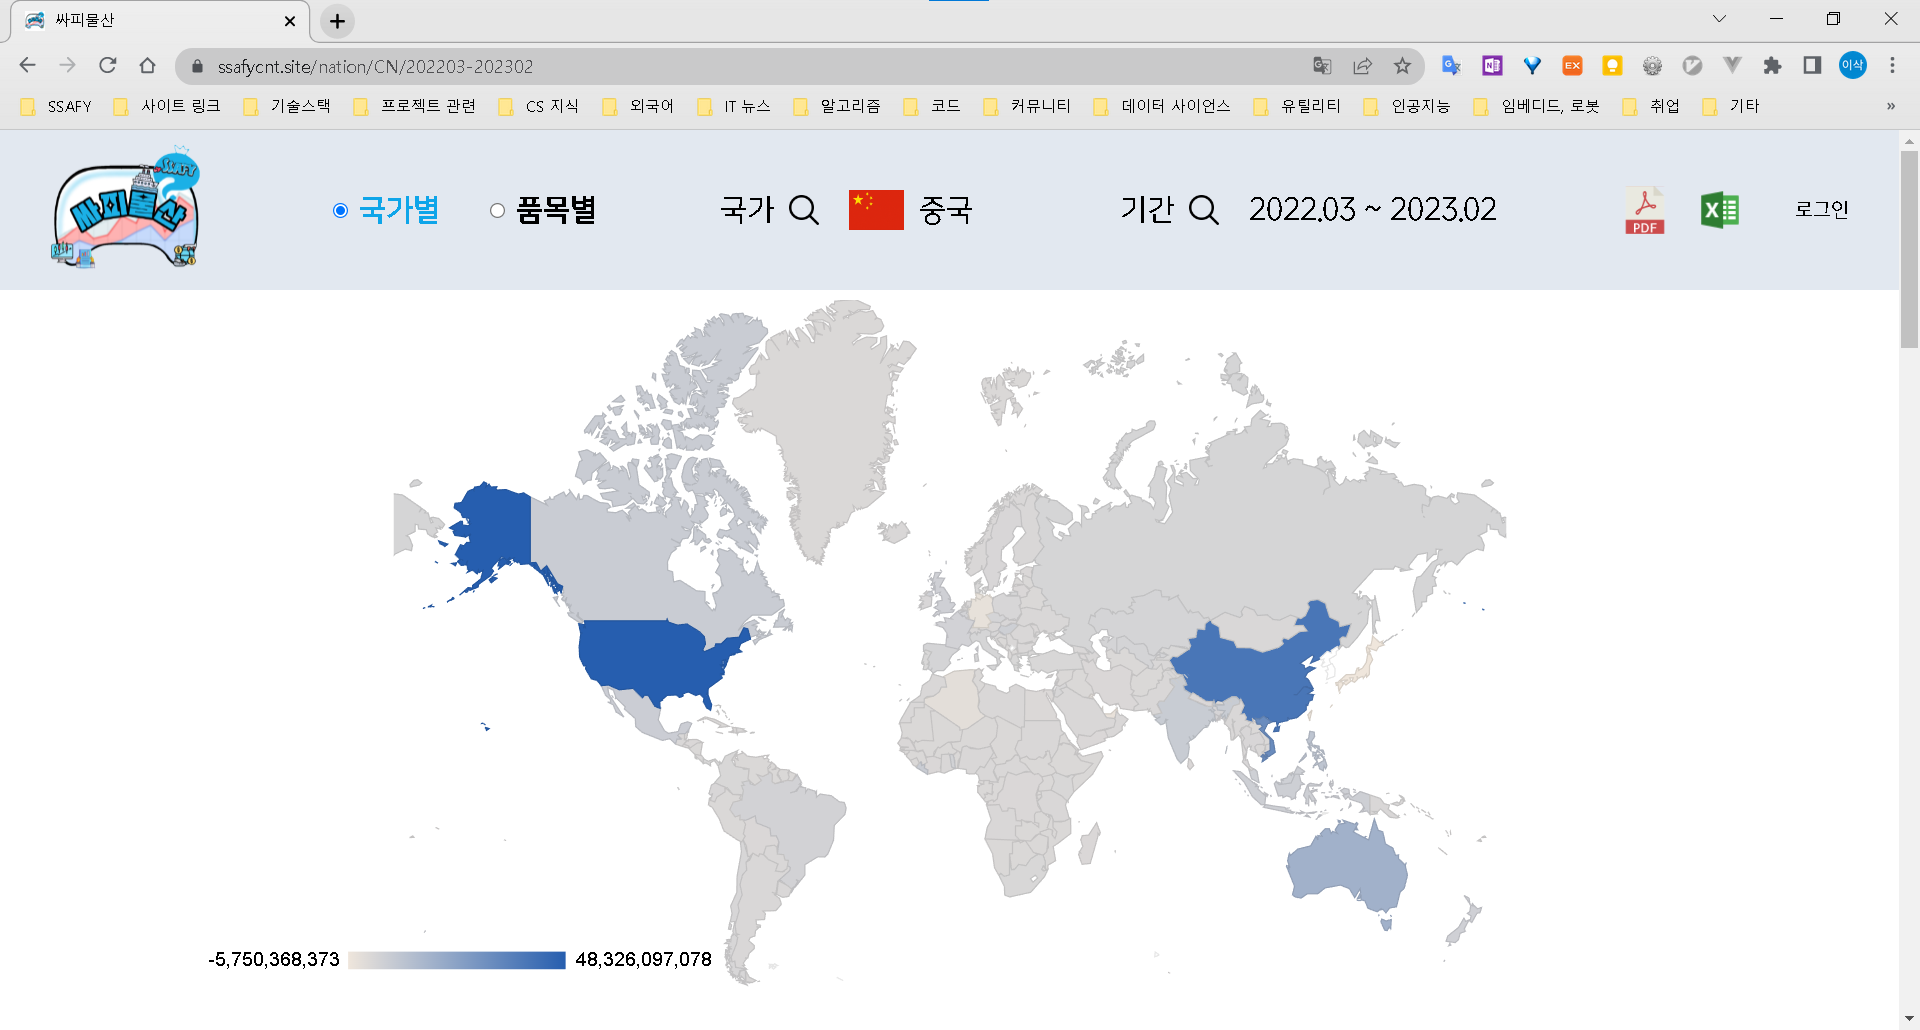 싸피물산
ssafycnt.site/nation/CN/202203-202302
이삭
SSAFY 사이트 링크 기술스택 프로젝트 관련 CS 지식 외국어 IT 뉴스 알고리즘 코드 커뮤니티 데이터 사이언스 유틸리티 인공지능 임베디드, 로봇 취업 기타 »
SSAFY
싸피물산
국가별 품목별 국가 중국 기간 2022.03 ~ 2023.02 PDF 로그인
-5,750,368,373 48,326,097,078